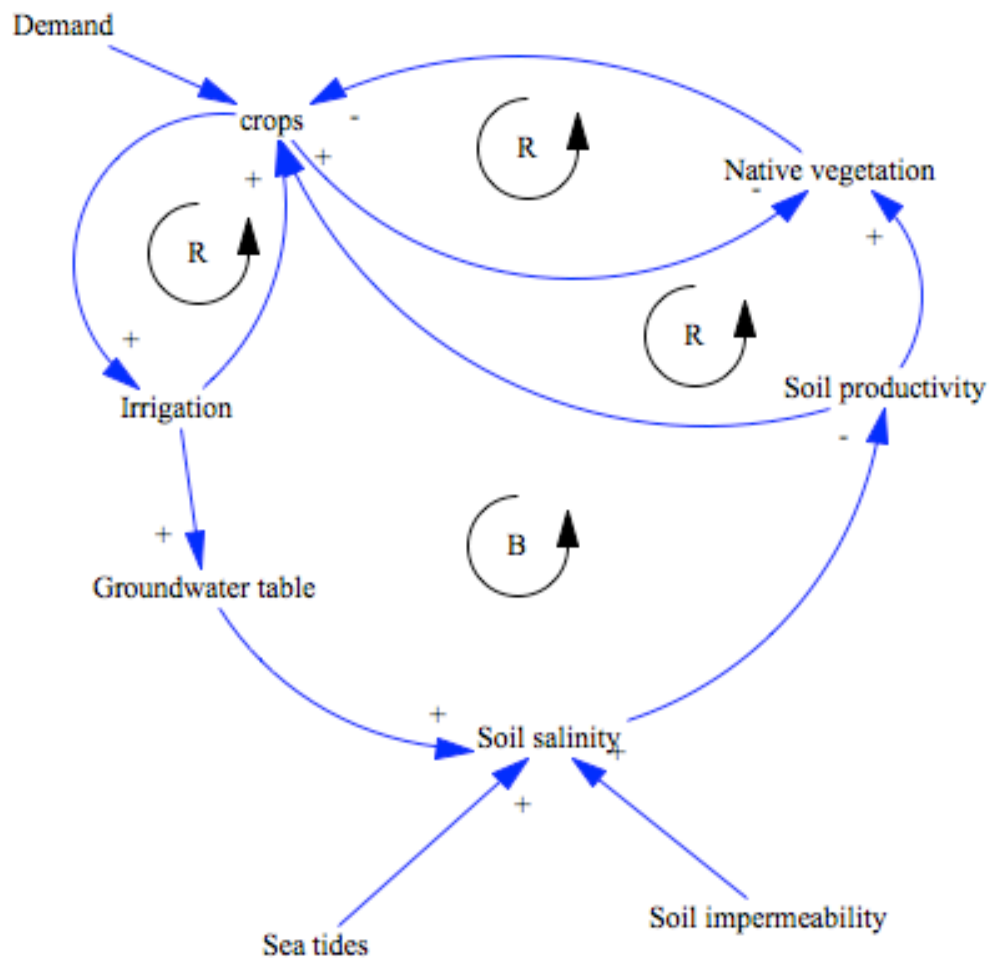 Demand
crops
-
+
+
R
Native vegetation
-
R
+
R
+
Soil productivity
Irrigation
-
B
+
Groundwater table
+
Soil salinity
+
+
Soil impermeability
Sea tides